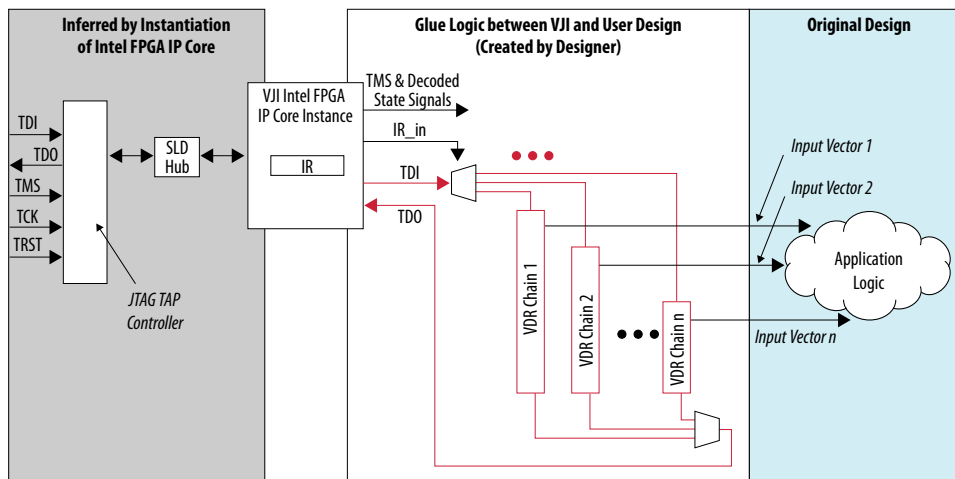 Inferred by Instantiation
of Intel FPGA IP Core
Glue Logic between VJI and User Design
(Created by Designer)
Original Design
TDI
TDO
TMS
TCK
TRST
JTAG TAP
Controller
SLD
Hub
VJI Intel FPGA
IP Core Instance
IR
TMS & Decoded
State Signals
IR_in
TDI
TDO
VDR Chain 1
VDR Chain 2
VDR Chain n
Input Vector 1
Input Vector 2
Input Vector n
Application
Logic